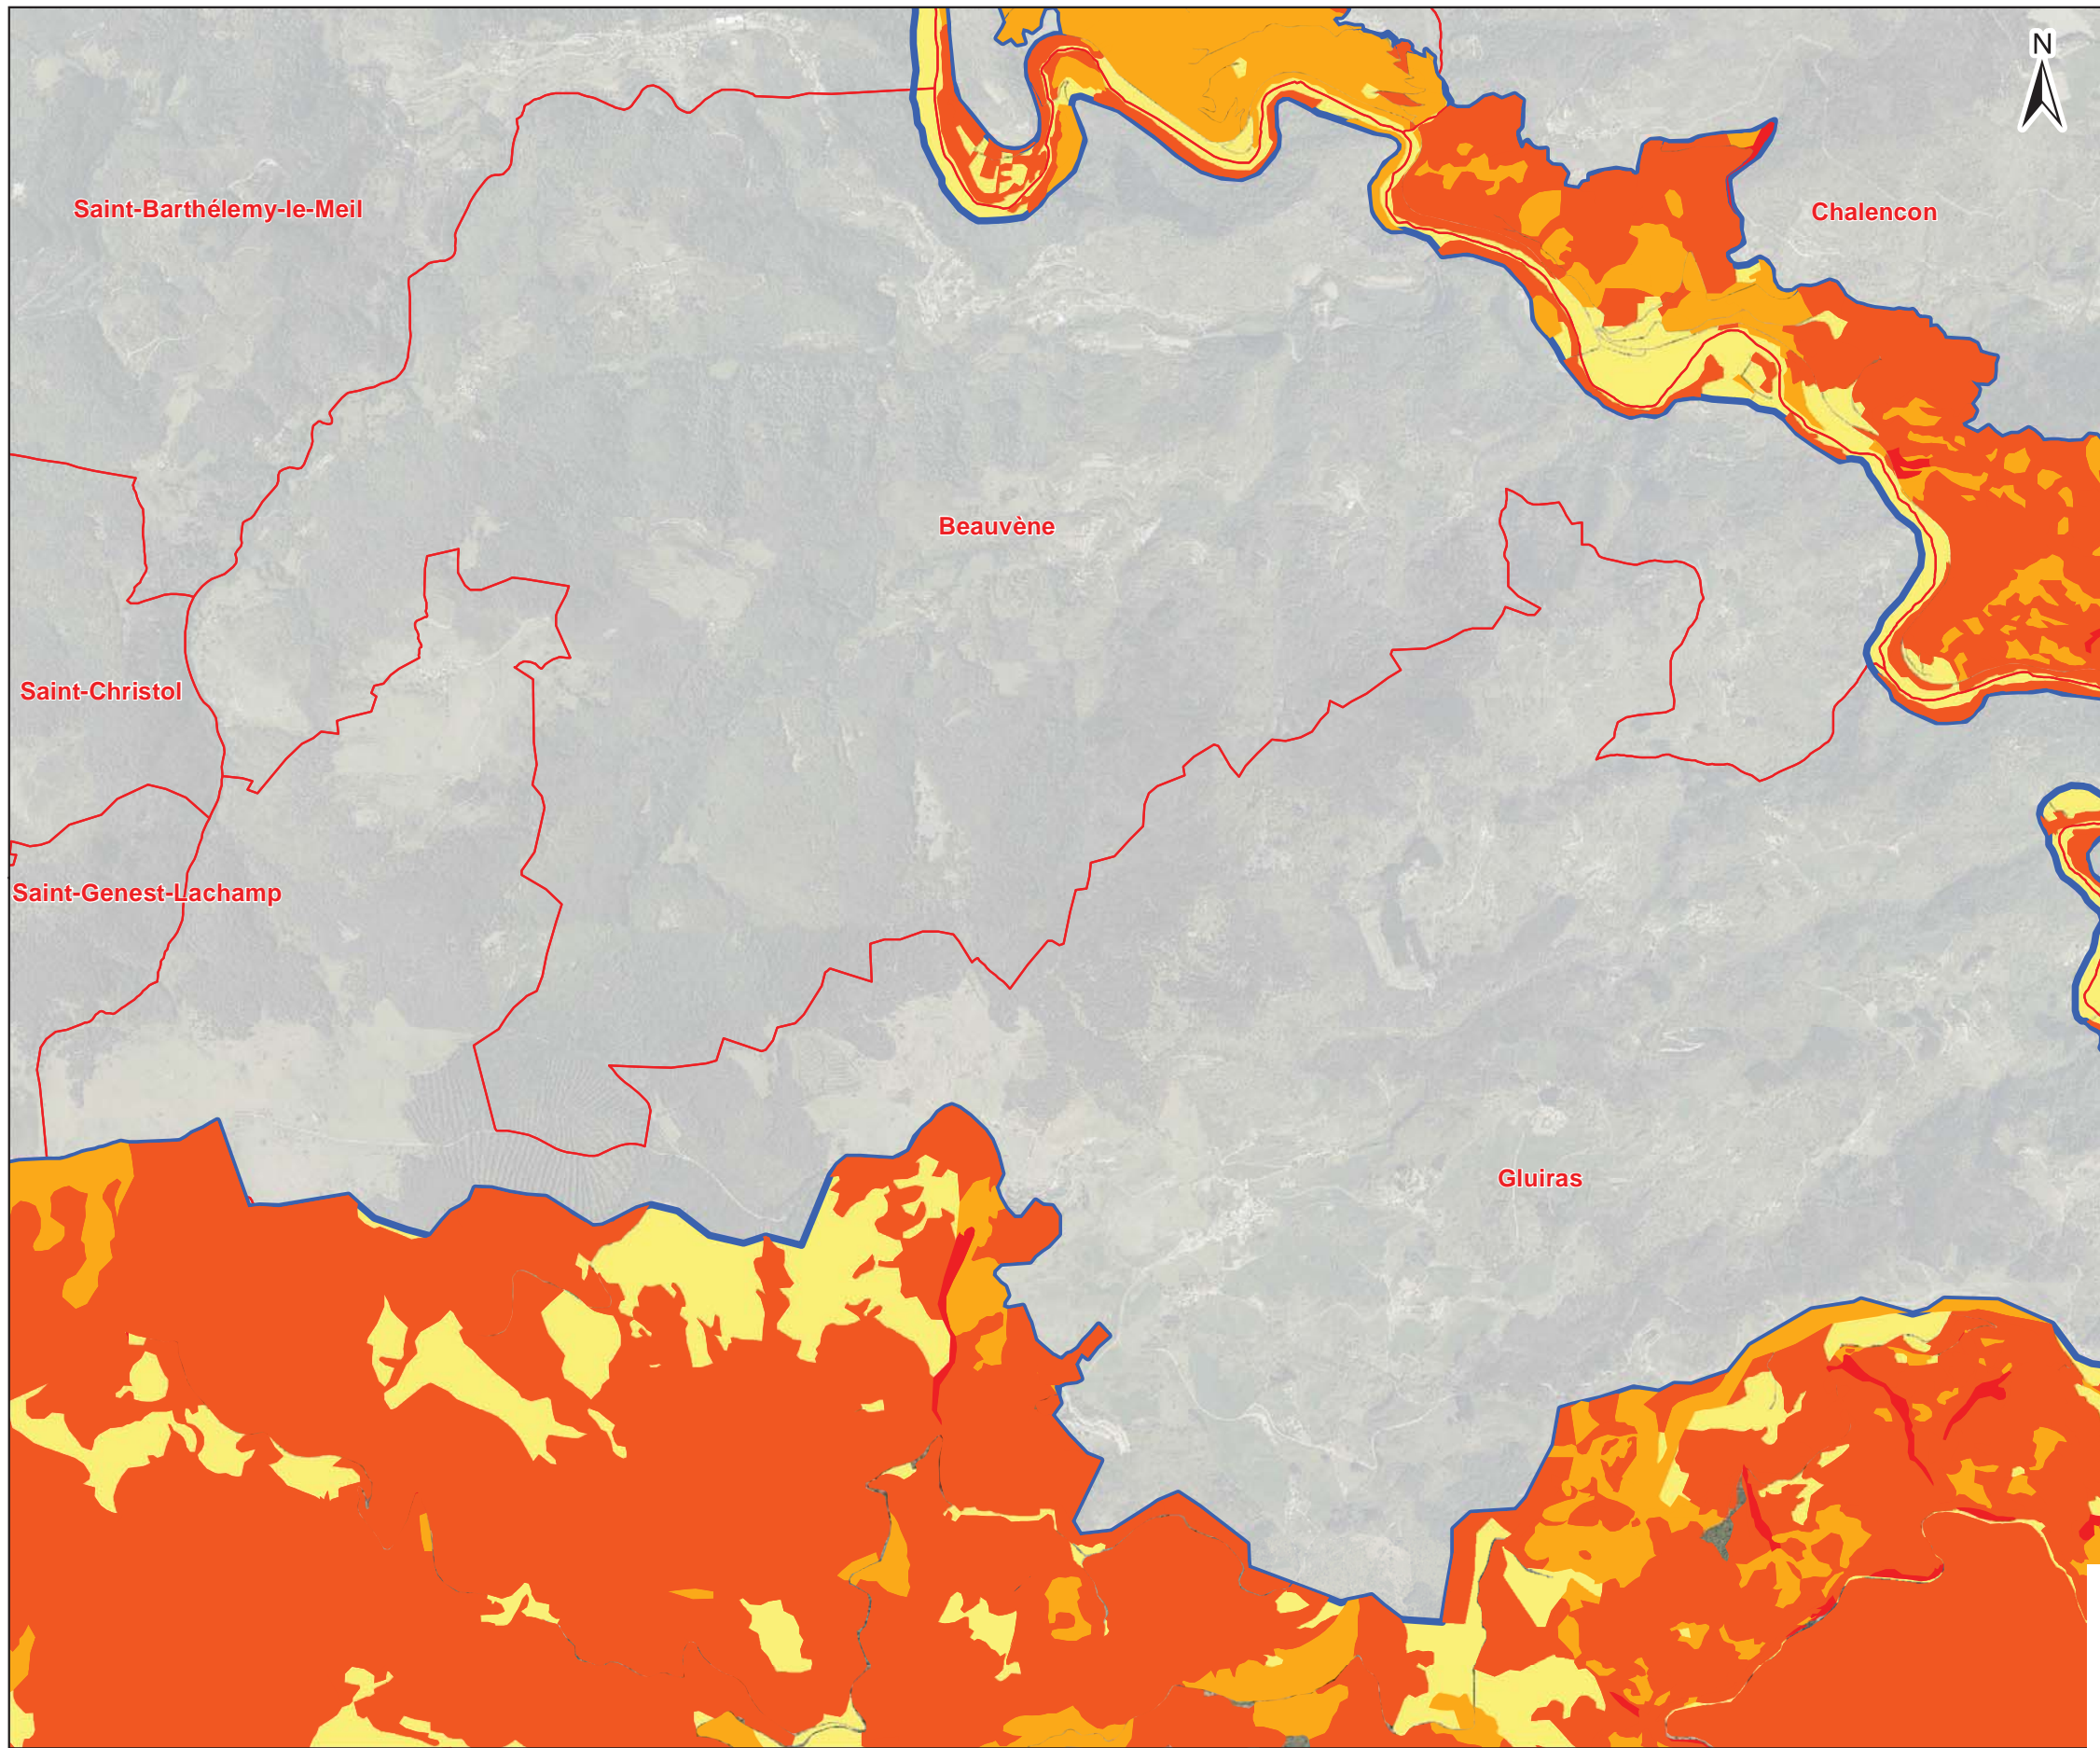 N
Saint-Barthélemy-le-Meil
Chalencon
Beauvène
Saint-Christol
Saint-Genest-Lachamp
Gluiras